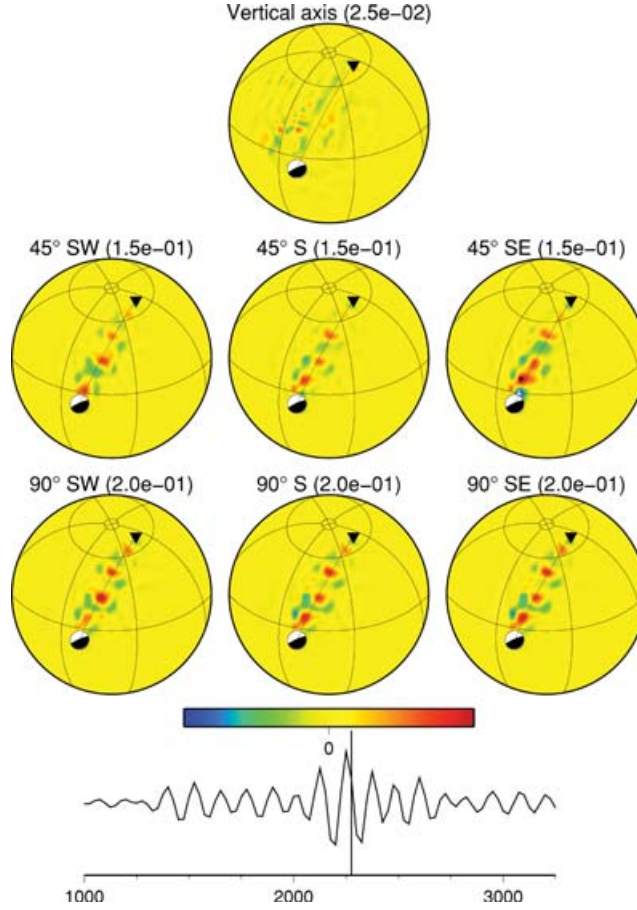 Vertical axis (2.5e−02)
45° SW (1.5e−01) 45° S (1.5e−01) 45° SE (1.5e−01)
90° SW (2.0e−01) 90° S (2.0e−01) 90° SE (2.0e−01)
0
1000 2000 3000